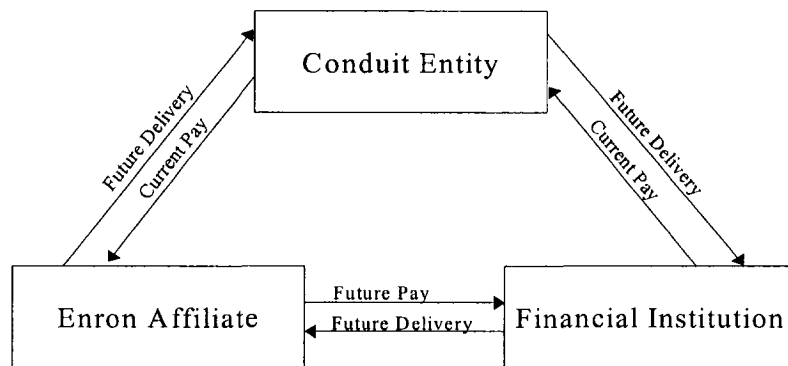 Conduit Entity
Future Delivery
Current Pay
Future Delivery
Current Pay
Enron Affiliate
Future Pay
Future Delivery
Financial Institution